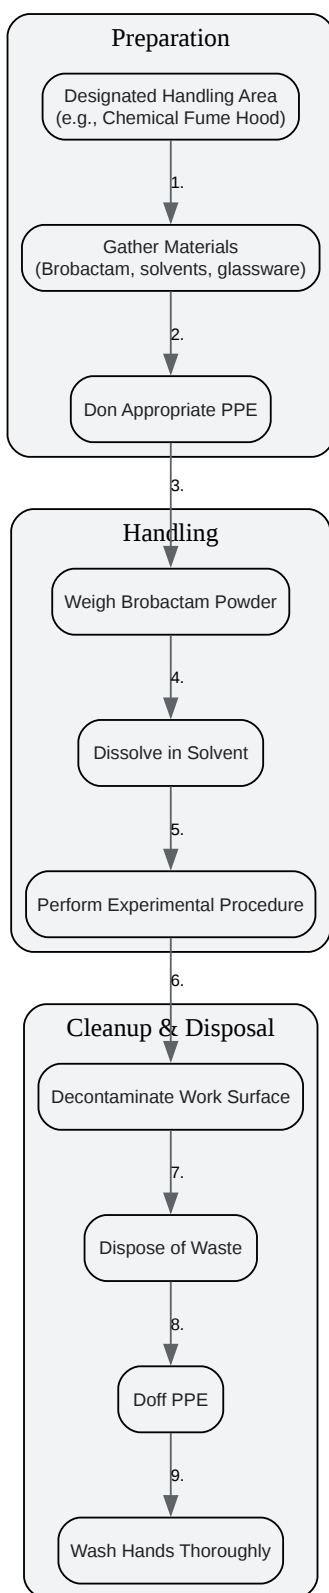 Preparation
Designated Handling Area
(e.g., Chemical Fume Hood)
1.
Gather Materials
(Brobactam, solvents, glassware)
2.
Don Appropriate PPE
3.
Handling
Weigh Brobactam Powder
4.
Dissolve in Solvent
5.
Perform Experimental Procedure
6.
Cleanup & Disposal
Decontaminate Work Surface
7.
Dispose of Waste
8.
Doff PPE
9.
Wash Hands Thoroughly